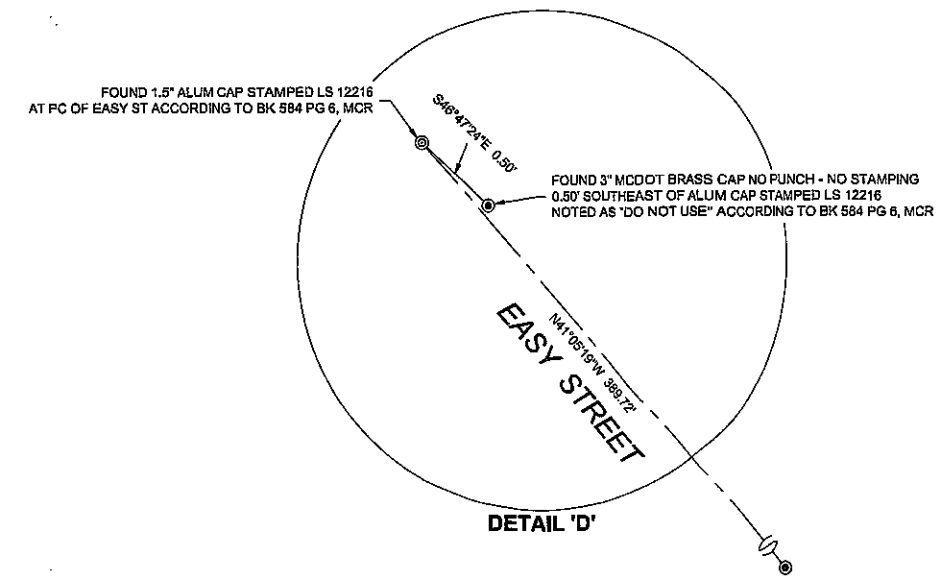 FOUND 1.5" ALUM CAP STAMPED LS 12216
AT PC OF EASY ST ACCORDING TO BK 584 PG 6, MCR
S46°47'24"E 0.50'
FOUND 3" MCDOT BRASS CAP NO PUNCH - NO STAMPING
0.50' SOUTHEAST OF ALUM CAP STAMPED LS 12216
NOTED AS "DO NOT USE" ACCORDING TO BK 584 PG 6, MCR
N41°05'19"W 389.72'
EASY STREET
DETAIL 'D'